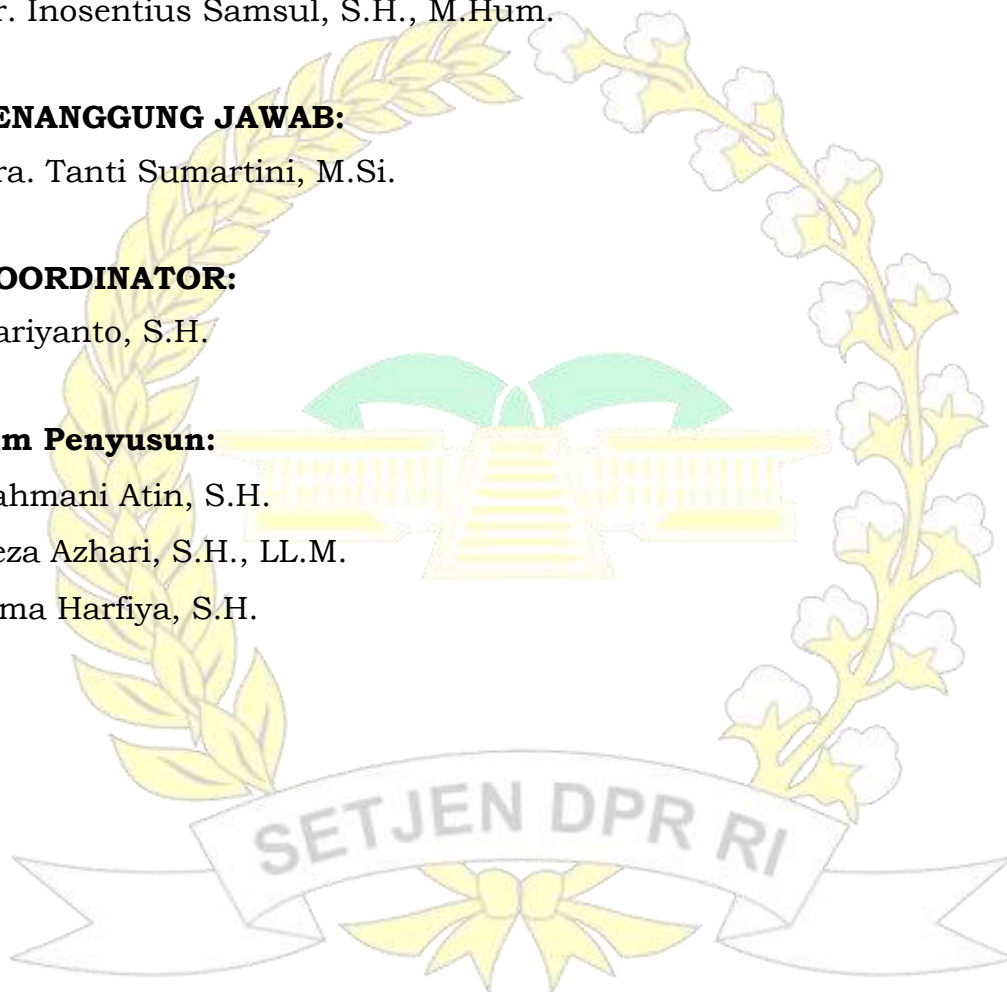 r. Inosentius Samsul, S.H., M.Hum.
ENANGGUNG JAWAB:
ra. Tanti Sumartini, M.Si.
OORDINATOR:
ariyanto, S.H.
m Penyusun:
ahmani Atin, S.H.
eza Azhari, S.H., LL.M.
ma Harfiya, S.H.
SETJEN DPR RI